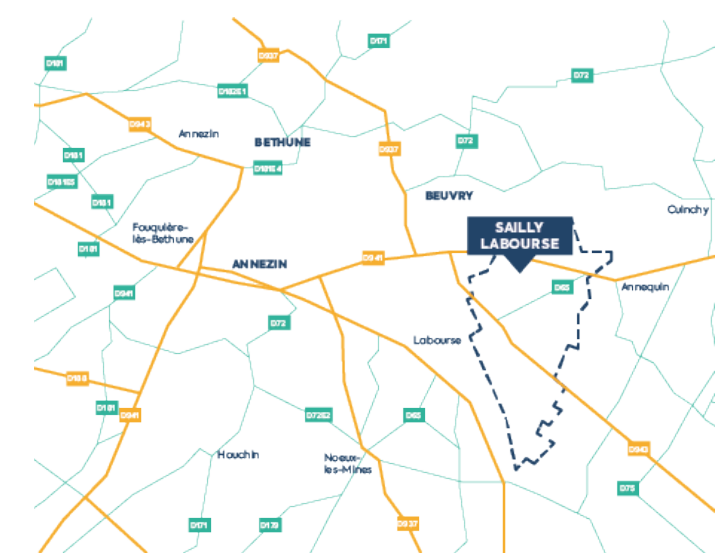 D171
D937
D181
D72
D181E1
D943
Annezin
BETHUNE
D72
D937
D181
D181E4
D181E5
BEUVRY
D181
Cuinchy
Fouquière-
lès-Bethune
SAILLY
LABOURSE
D181
D941
ANNEZIN
D65
Annequin
D941
D72
Labourse
D188
D181
D941
D72E2
D65
Houchin
Noeux-
les-Mines
D943
D75
D171
D179
D937